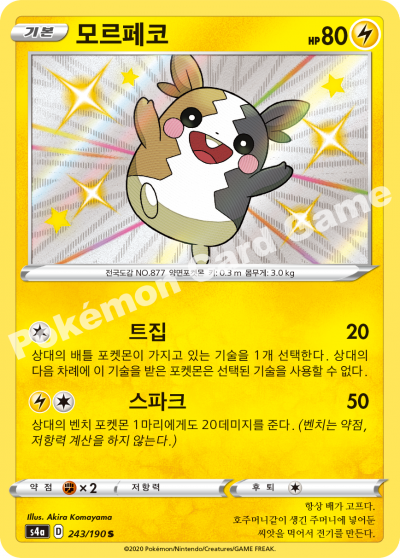 기본 모르페코 HP 80
전국도감 NO.877 양면포켓몬 키: 0.3 m 몸무게: 3.0 kg
Pokémon Card Game
트집 20
상대의 배틀 포켓몬이 가지고 있는 기술을 1개 선택한다. 상대의
다음 차례에 이 기술을 받은 포켓몬은 선택된 기술을 사용할 수 없다.
스파크 50
상대의 벤치 포켓몬 1마리에게도 20데미지를 준다. (벤치는 약점,
저항력 계산을 하지 않는다.)
약점 ×2 저항력 후퇴
Illus. Akira Komayama
s4a D 243/190 S
항상 배가 고프다.
호주머니같이 생긴 주머니에 넣어둔
씨앗을 먹어서 전기를 만든다.
©2020 Pokémon/Nintendo/Creatures/GAME FREAK.